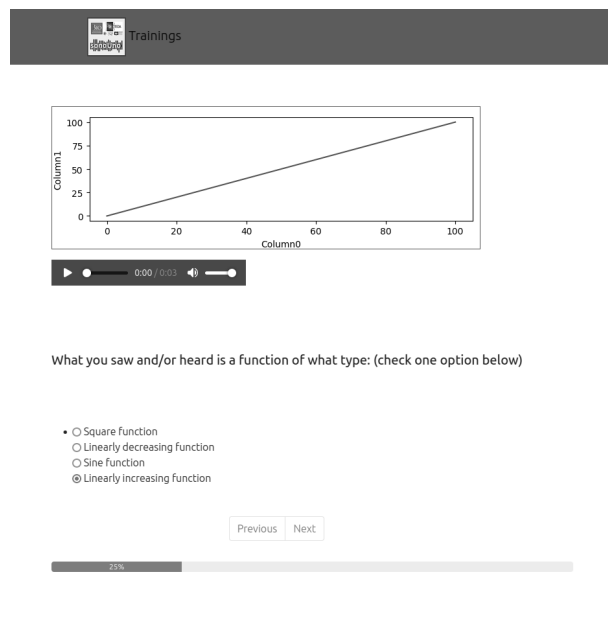 sonoUno
Trainings
100
75
50
25
0
Column1
0 20 40 60 80 100
Column0
0:00 / 0:03
What you saw and/or heard is a function of what type: (check one option below)
Square function
Linearly decreasing function
Sine function
Linearly increasing function
Previous Next
25%